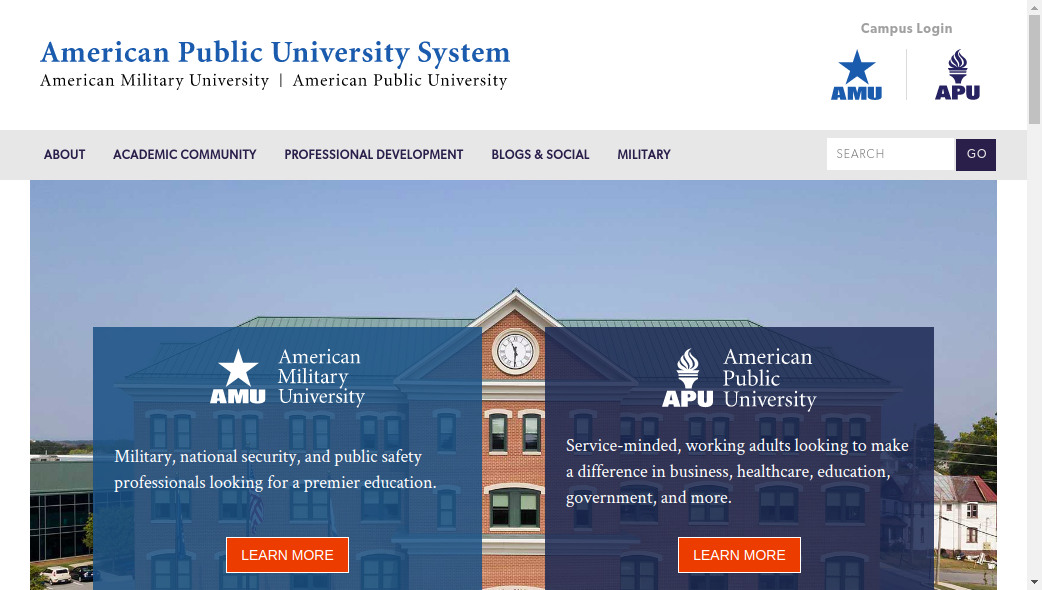 Campus Login
American Public University System
American Military University | American Public University
AMU
APU
ABOUT
ACADEMIC COMMUNITY
PROFESSIONAL DEVELOPMENT
BLOGS & SOCIAL
MILITARY
SEARCH
GO
AMU
American
Military
University
Military, national security, and public safety
professionals looking for a premier education.
LEARN MORE
APU
American
Public
University
Service-minded, working adults looking to make
a difference in business, healthcare, education,
government, and more.
LEARN MORE